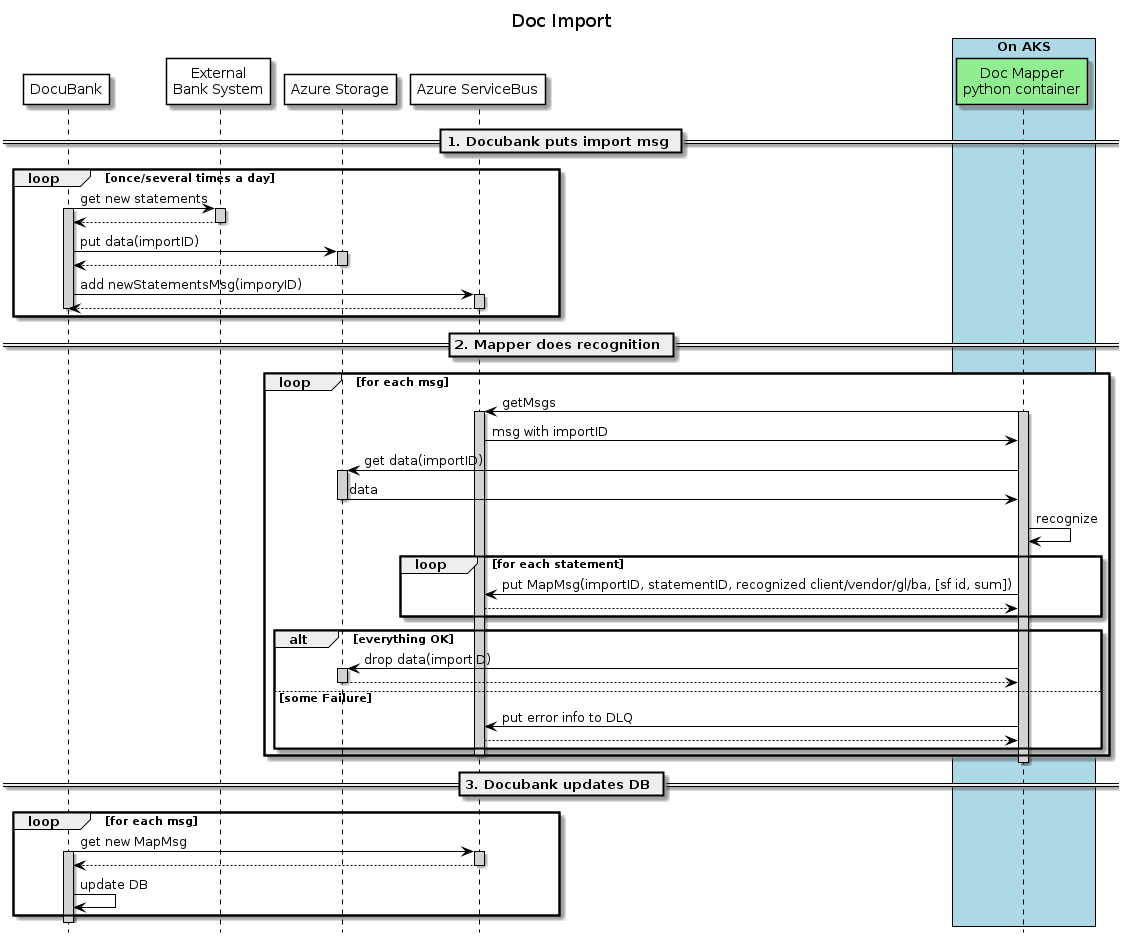 Doc Import
On AKS
DocuBank
External
Bank System
Azure Storage
Azure ServiceBus
Doc Mapper
python container
1. Docubank puts import msg
loop
[once/several times a day]
get new statements
put data(importID)
add newStatementsMsg(imporyID)
2. Mapper does recognition
loop
[for each msg]
getMsgs
msg with importID
get data(importID)
data
recognize
loop
[for each statement]
put MapMsg(importID, statementID, recognized client/vendor/gl/ba, [sf id, sum])
alt
[everything OK]
drop data(importID)
[some Failure]
put error info to DLQ
3. Docubank updates DB
loop
[for each msg]
get new MapMsg
update DB